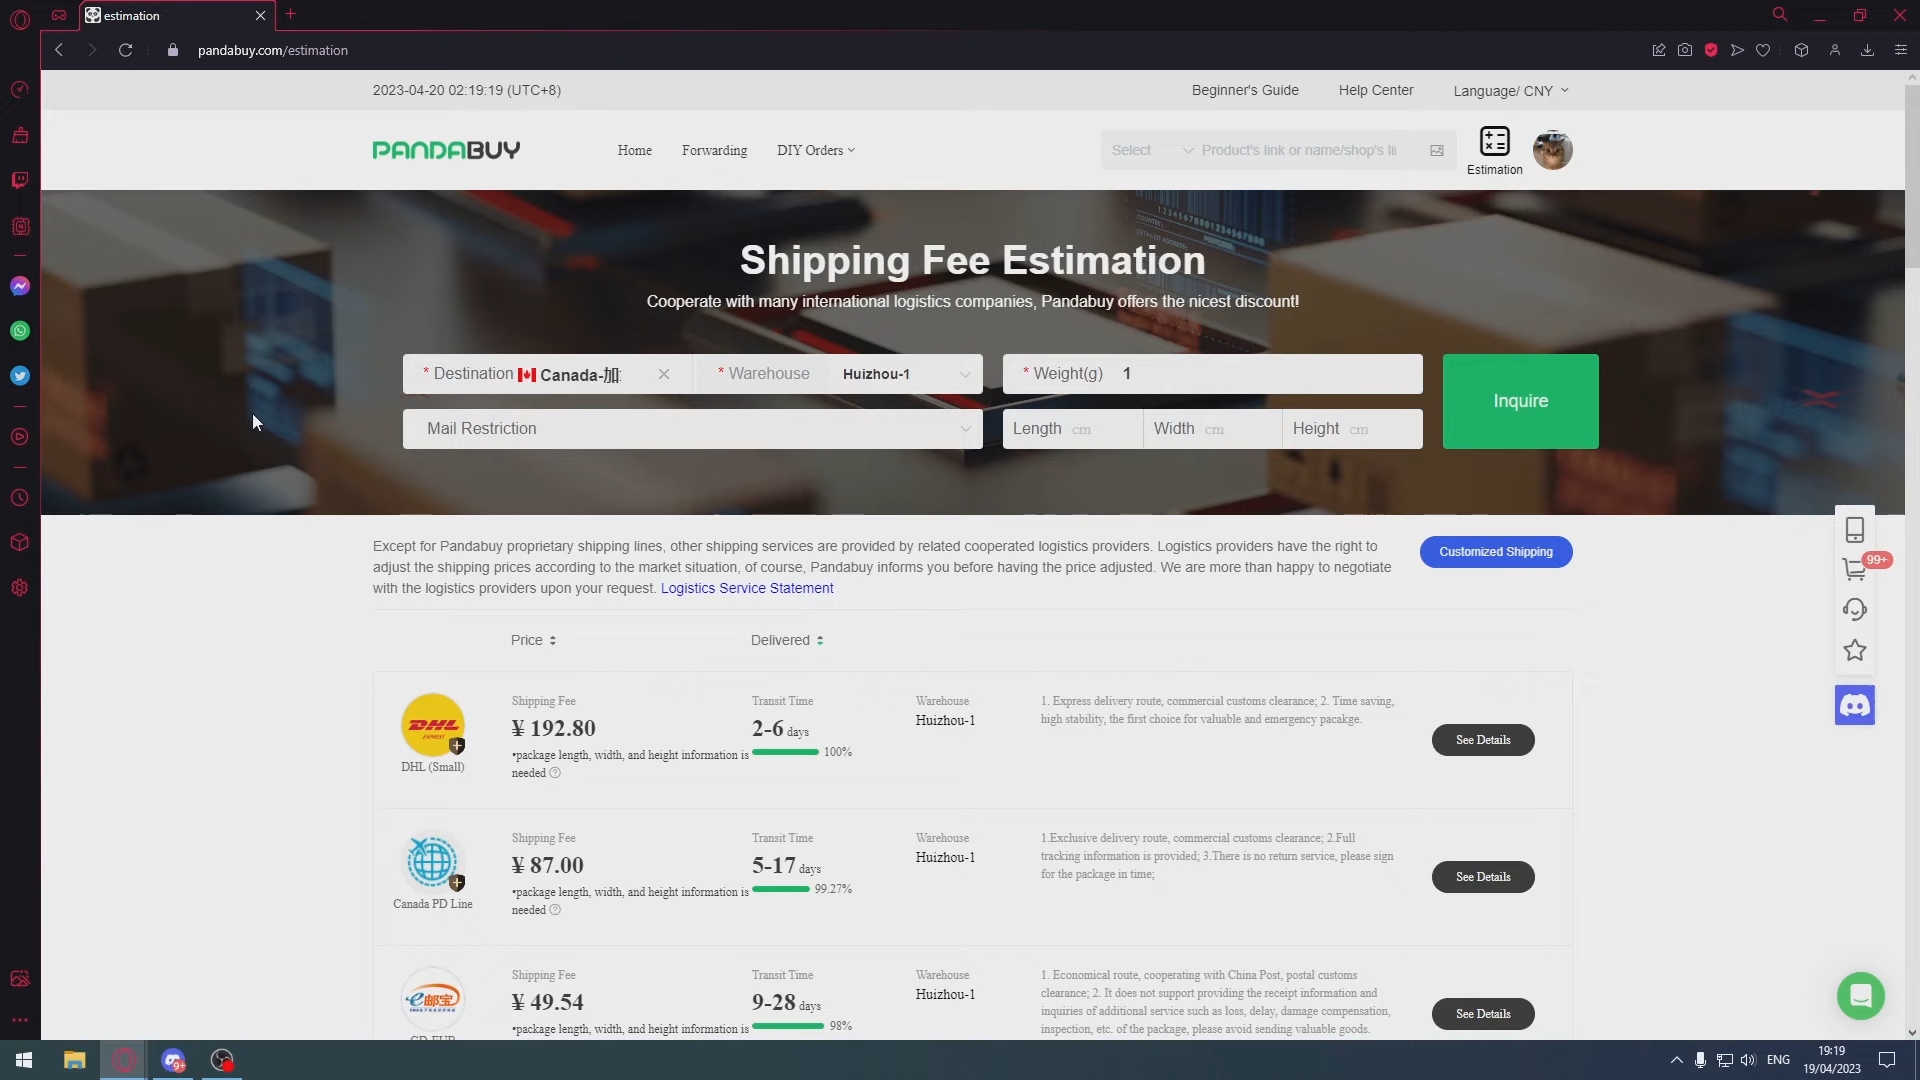 estimation
pandabuy.com/estimation
2023-04-20 02:19:19 (UTC+8)
Beginner's Guide
Help Center
Language/ CNY
PANDABUY
Home
Forwarding
DIY Orders
Select
Product's link or name/shop's li
Estimation
Shipping Fee Estimation
Cooperate with many international logistics companies, Pandabuy offers the nicest discount!
* Destination Canada-加
* Warehouse Huizhou-1
* Weight(g) 1
Inquire
Mail Restriction
Length cm
Width cm
Height cm
Except for Pandabuy proprietary shipping lines, other shipping services are provided by related cooperated logistics providers. Logistics providers have the right to
adjust the shipping prices according to the market situation, of course, Pandabuy informs you before having the price adjusted. We are more than happy to negotiate
with the logistics providers upon your request. Logistics Service Statement
Customized Shipping
99+
Price
Delivered
DHL
EXPRESS
DHL (Small)
Shipping Fee
¥ 192.80
•package length, width, and height information is
needed
Transit Time
2-6 days
100%
Warehouse
Huizhou-1
1. Express delivery route, commercial customs clearance; 2. Time saving,
high stability, the first choice for valuable and emergency pacakge.
See Details
Canada PD Line
Shipping Fee
¥ 87.00
•package length, width, and height information is
needed
Transit Time
5-17 days
99.27%
Warehouse
Huizhou-1
1.Exclusive delivery route, commercial customs clearance; 2.Full
tracking information is provided; 3.There is no return service, please sign
for the package in time;
See Details
e邮宝
Shipping Fee
¥ 49.54
•package length, width, and height information is
Transit Time
9-28 days
98%
Warehouse
Huizhou-1
1. Economical route, cooperating with China Post, postal customs
clearance; 2. It does not support providing the receipt information and
inquiries of additional service such as loss, delay, damage compensation,
inspection, etc. of the package, please avoid sending valuable goods.
See Details
9+
ENG
19:19
19/04/2023